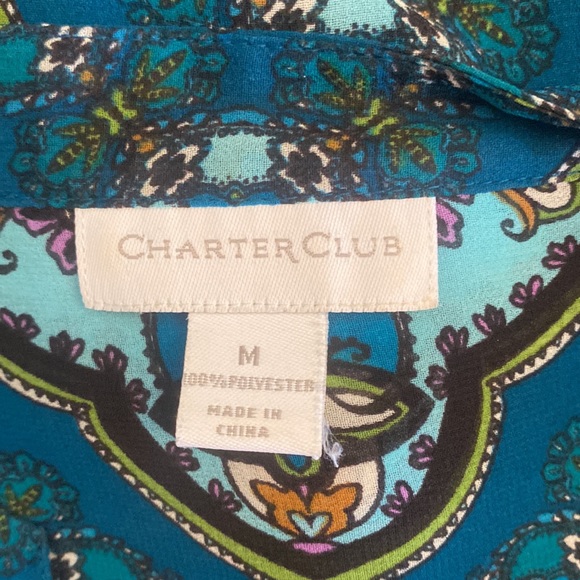 CHARTER CLUB
M
100% POLYESTER
MADE IN
CHINA